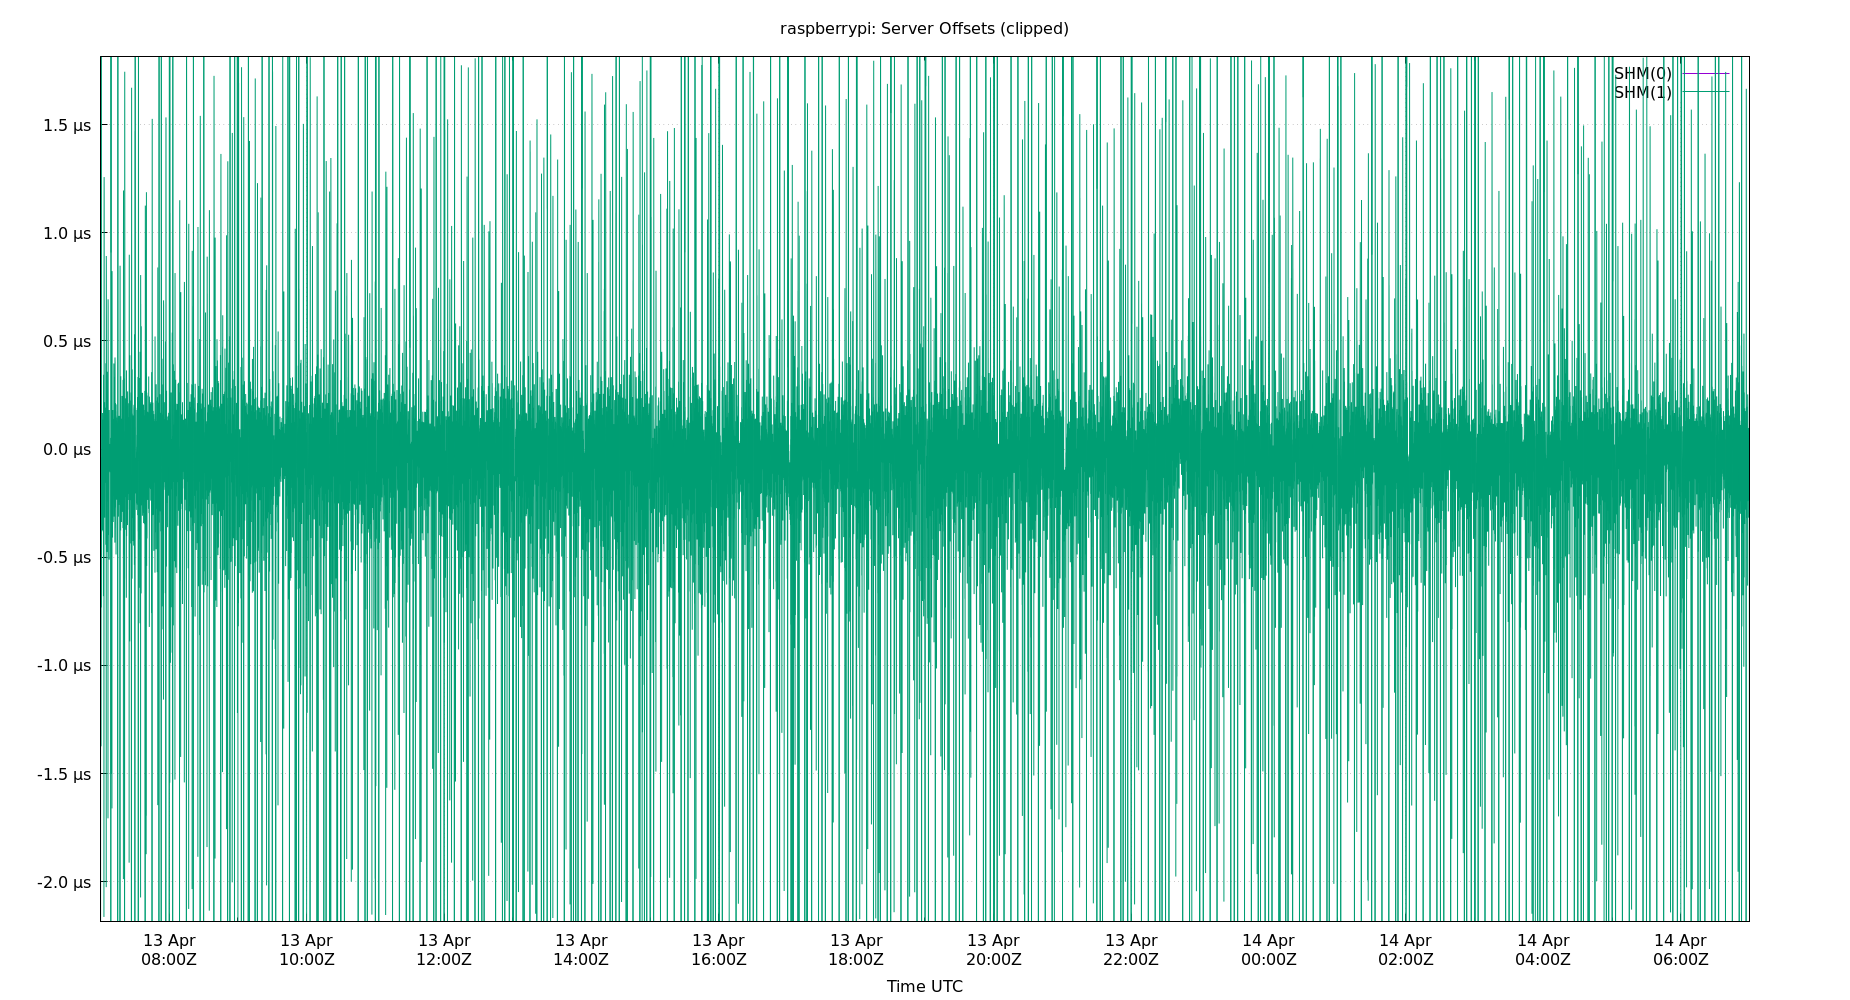 raspberrypi: Server Offsets (clipped)
SHM(0)
SHM(1)
1.5 µs
1.0 µs
0.5 µs
0.0 µs
-0.5 µs
-1.0 µs
-1.5 µs
-2.0 µs
13 Apr 13 Apr 13 Apr 13 Apr 13 Apr 13 Apr 13 Apr 13 Apr 14 Apr 14 Apr 14 Apr 14 Apr
08:00Z 10:00Z 12:00Z 14:00Z 16:00Z 18:00Z 20:00Z 22:00Z 00:00Z 02:00Z 04:00Z 06:00Z
Time UTC